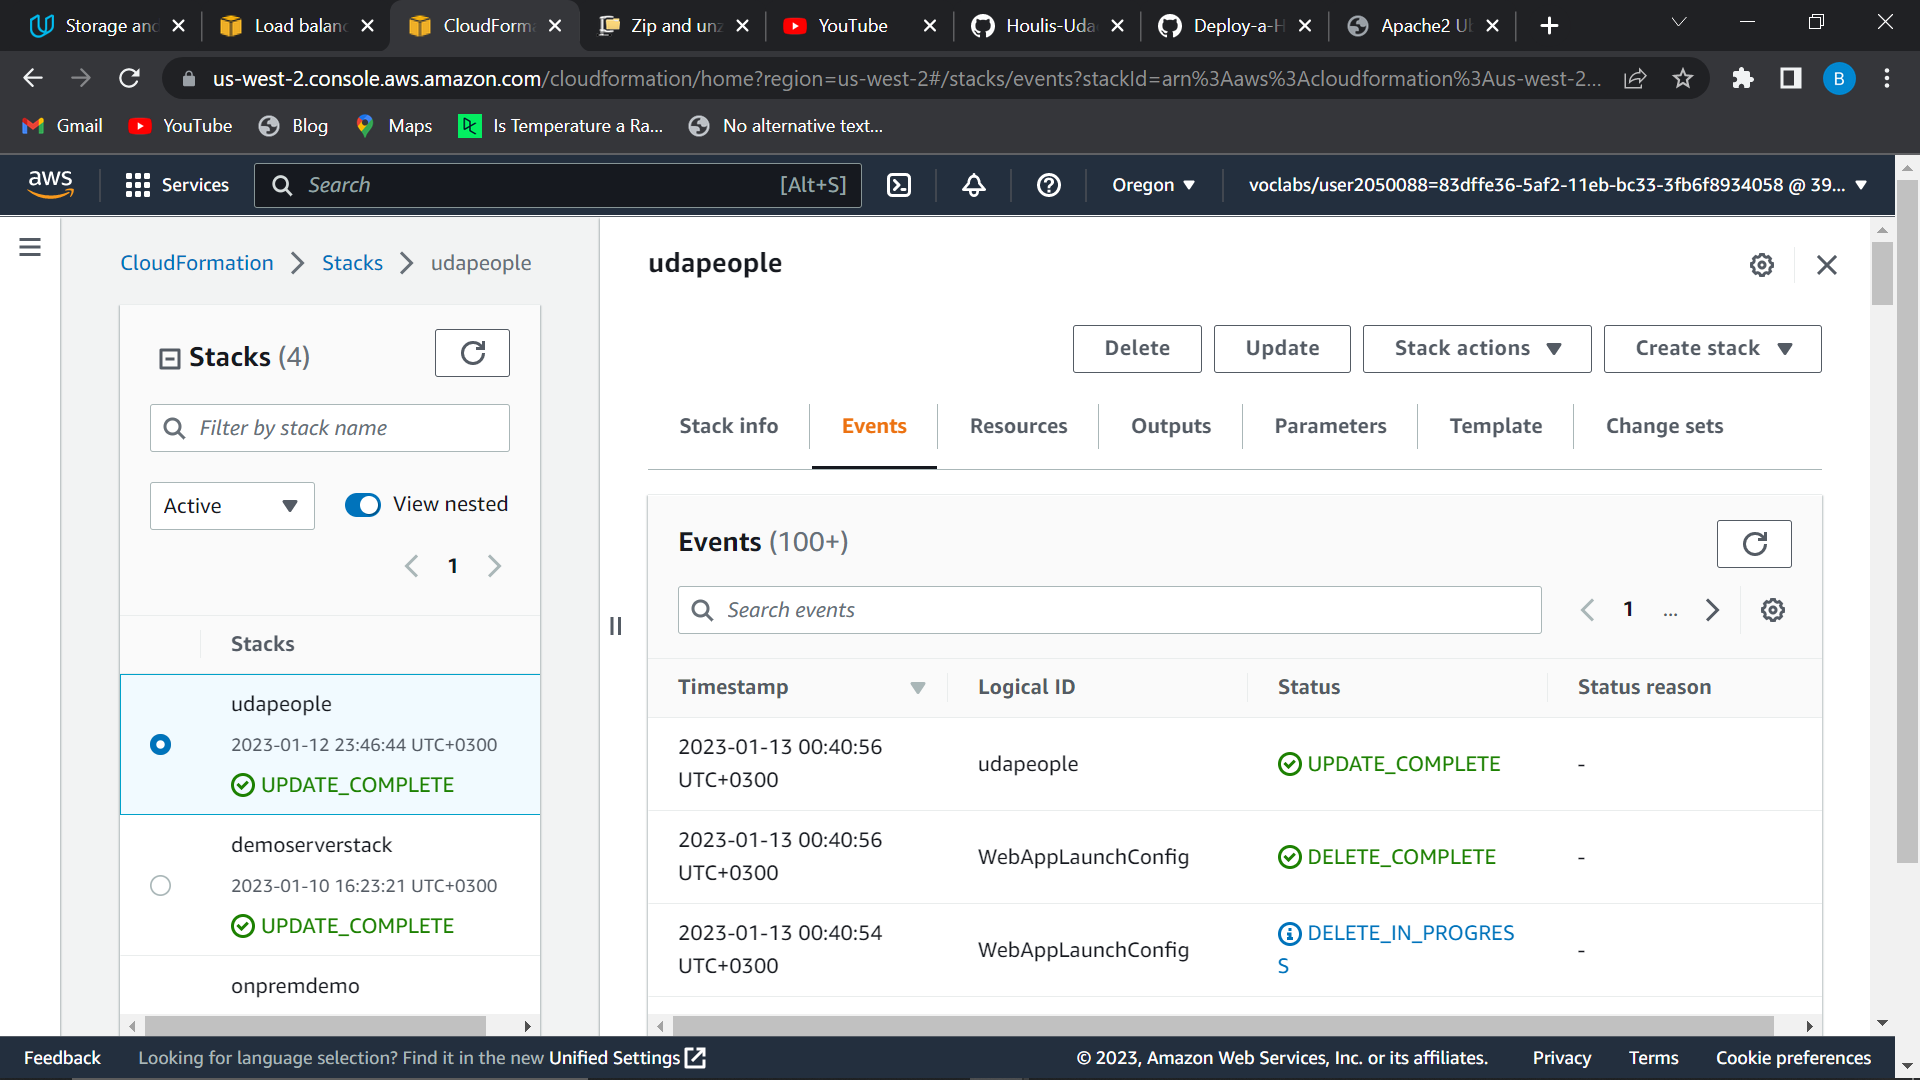 Storage and
Load balanc
CloudForma
Zip and unz
YouTube
Houlis-Uda
Deploy-a-H
Apache2 Ub
us-west-2.console.aws.amazon.com/cloudformation/home?region=us-west-2#/stacks/events?stackId=arn%3Aaws%3Acloudformation%3Aus-west-2...
B
Gmail
YouTube
Blog
Maps
Is Temperature a Ra...
No alternative text...
aws
Services
Search
[Alt+S]
Oregon
voclabs/user2050088=83dffe36-5af2-11eb-bc33-3fb6f8934058 @ 39...
CloudFormation
Stacks
udapeople
Stacks (4)
Filter by stack name
Active
View nested
1
Stacks
udapeople
2023-01-12 23:46:44 UTC+0300
UPDATE_COMPLETE
demoserverstack
2023-01-10 16:23:21 UTC+0300
UPDATE_COMPLETE
onpremdemo
udapeople
Delete
Update
Stack actions
Create stack
Stack info
Events
Resources
Outputs
Parameters
Template
Change sets
Events (100+)
Search events
1 ...
Timestamp
Logical ID
Status
Status reason
2023-01-13 00:40:56
UTC+0300
udapeople
UPDATE_COMPLETE
-
2023-01-13 00:40:56
UTC+0300
WebAppLaunchConfig
DELETE_COMPLETE
-
2023-01-13 00:40:54
UTC+0300
WebAppLaunchConfig
DELETE_IN_PROGRES
S
-
Feedback
Looking for language selection? Find it in the new Unified Settings
© 2023, Amazon Web Services, Inc. or its affiliates.
Privacy
Terms
Cookie preferences